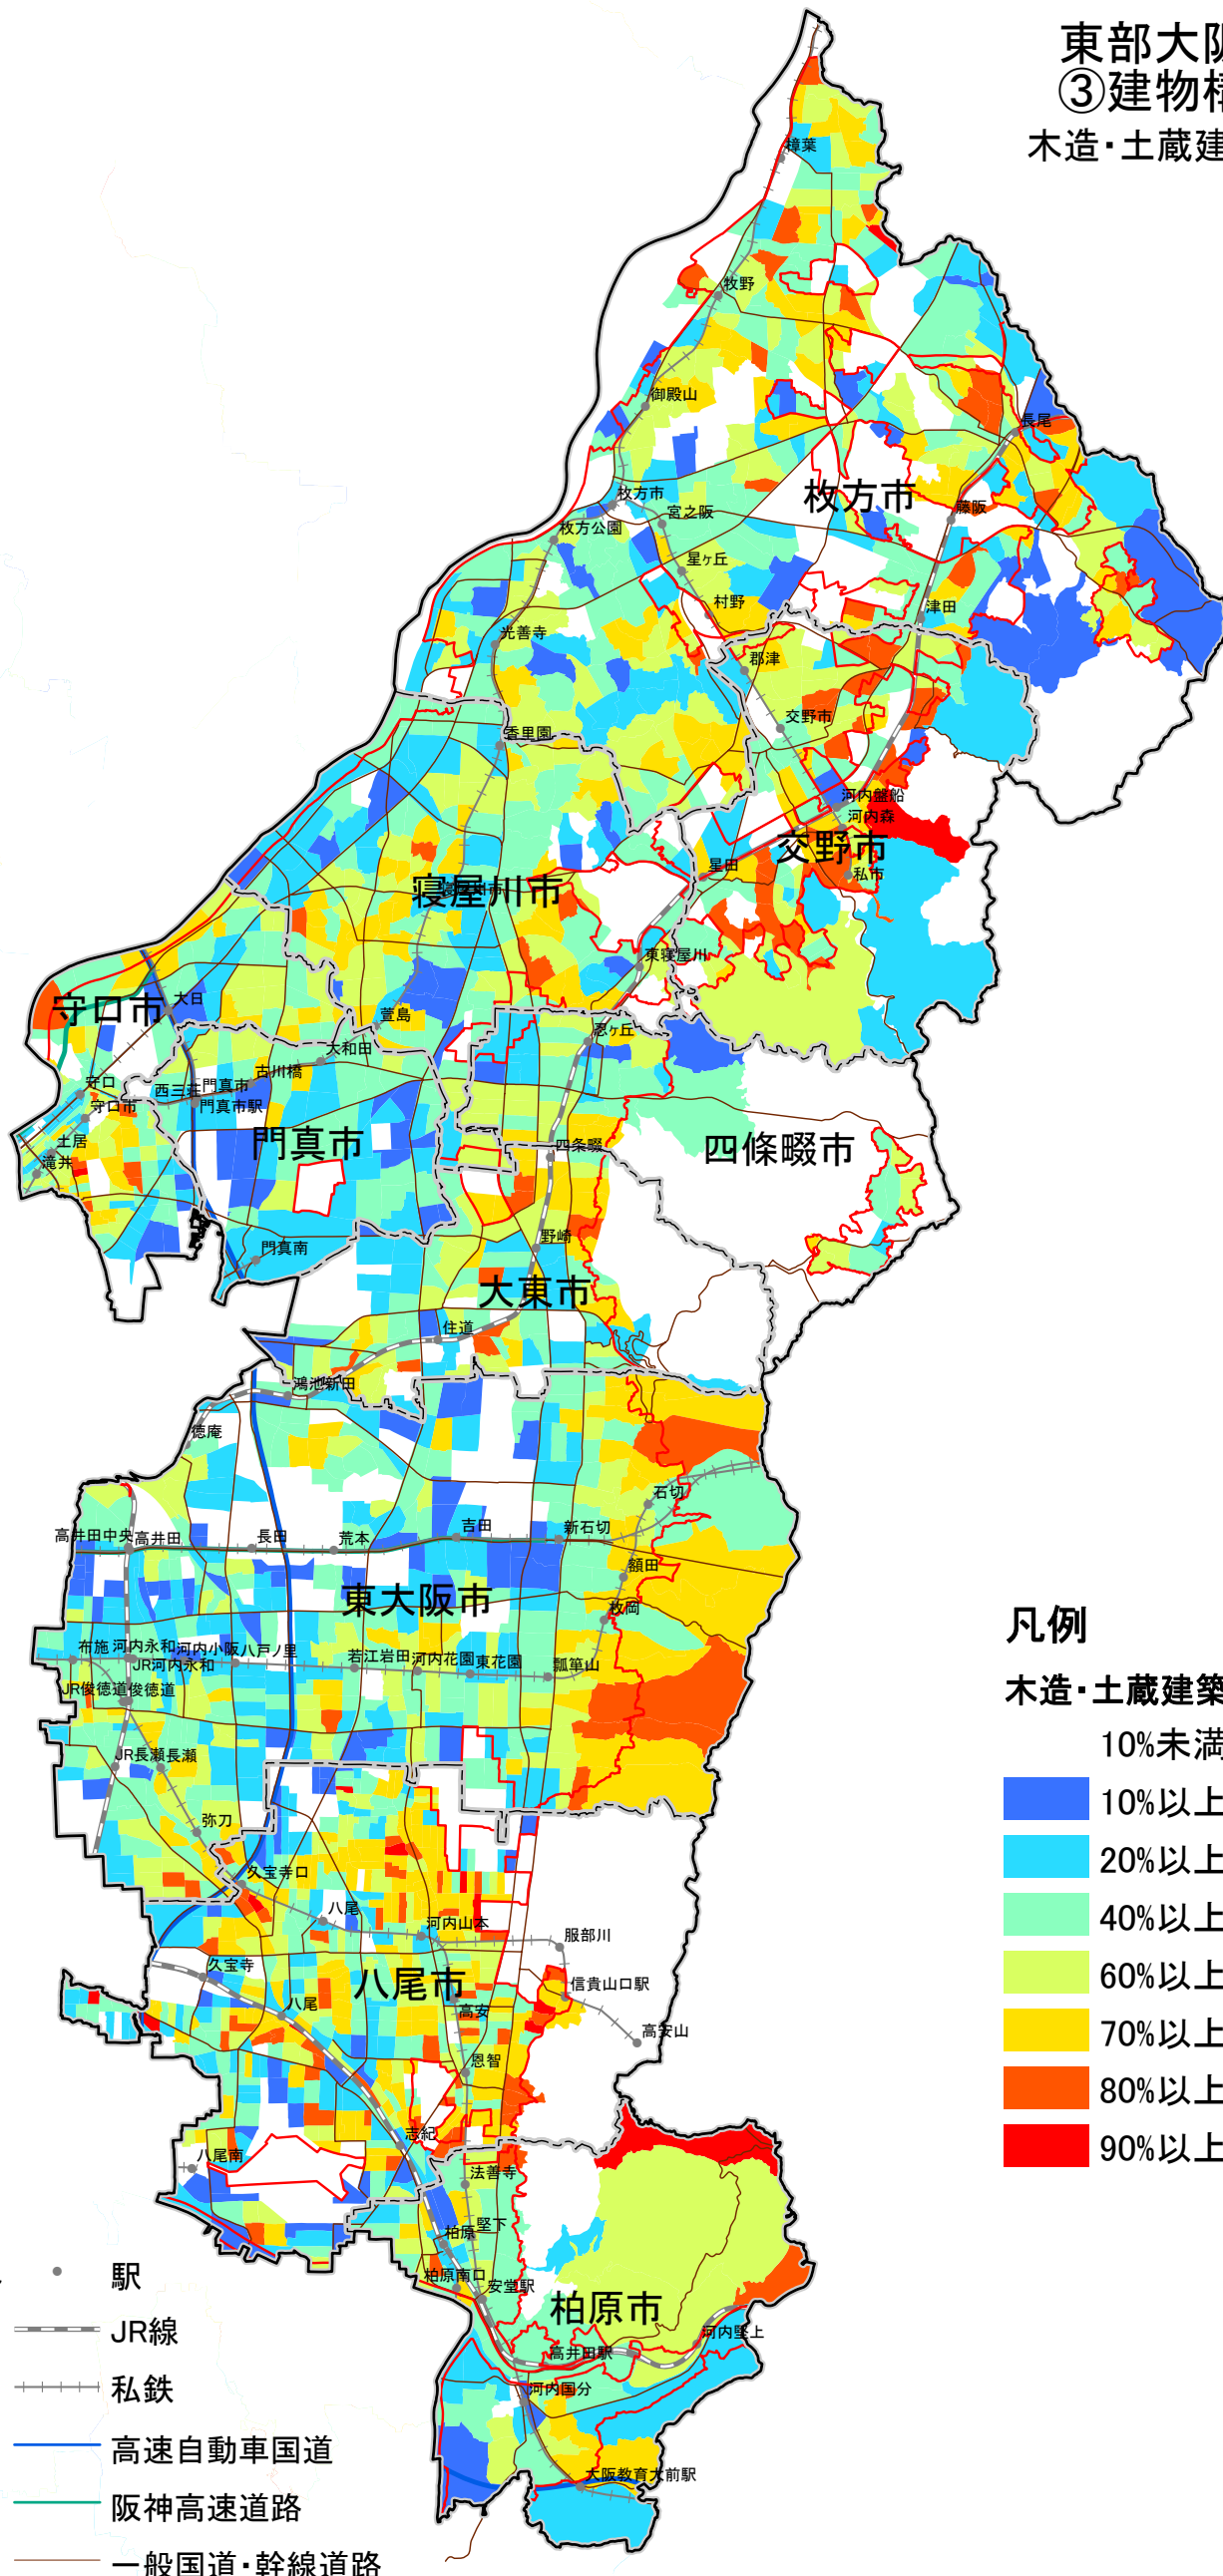 東部大阪
③建物構
木造・土蔵建
樟葉
牧野
御殿山
長尾
枚方市
枚方市
藤阪
宮之阪
枚方公園
星ヶ丘
村野
津田
光善寺
郡津
交野市
香里園
河内磐船
河内森
交野市
星田
私市
寝屋川市
寝屋川市
東寝屋川
守口市
大日
萱島
忍ヶ丘
大和田
古川橋
守口
西三荘
門真市
門真市駅
守口市
土居
滝井
門真市
四条畷
四條畷市
門真南
野崎
大東市
住道
鴻池新田
徳庵
石切
高井田中央
高井田
長田
荒本
吉田
新石切
額田
東大阪市
枚岡
布施
河内永和
河内小阪
八戸ノ里
JR河内永和
若江岩田
河内花園
東花園
瓢箪山
JR俊徳道
俊徳道
JR長瀬
長瀬
弥刀
久宝寺口
八尾
河内山本
服部川
久宝寺
八尾市
信貴山口駅
八尾
高安
高安山
恩智
志紀
八尾南
法善寺
柏原
堅下
柏原南口
安堂駅
柏原市
河内堅上
高井田駅
河内国分
大阪教育大前駅
凡例
木造・土蔵建築
10%未満
10%以上
20%以上
40%以上
60%以上
70%以上
80%以上
90%以上
駅
JR線
私鉄
高速自動車国道
阪神高速道路
一般国道・幹線道路